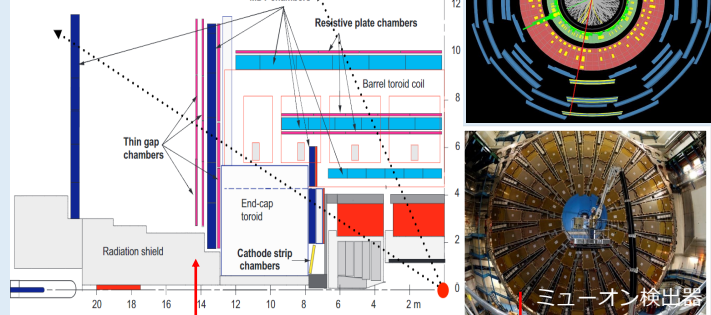 chambers
Resistive plate chambers
12
10
Barrel toroid coil
8
Thin gap
chambers
6
End-cap
toroid
4
Radiation shield
Cathode strip
chambers
2
0
20 18 16 14 12 10 8 6 4 2 m
ミューオン検出器